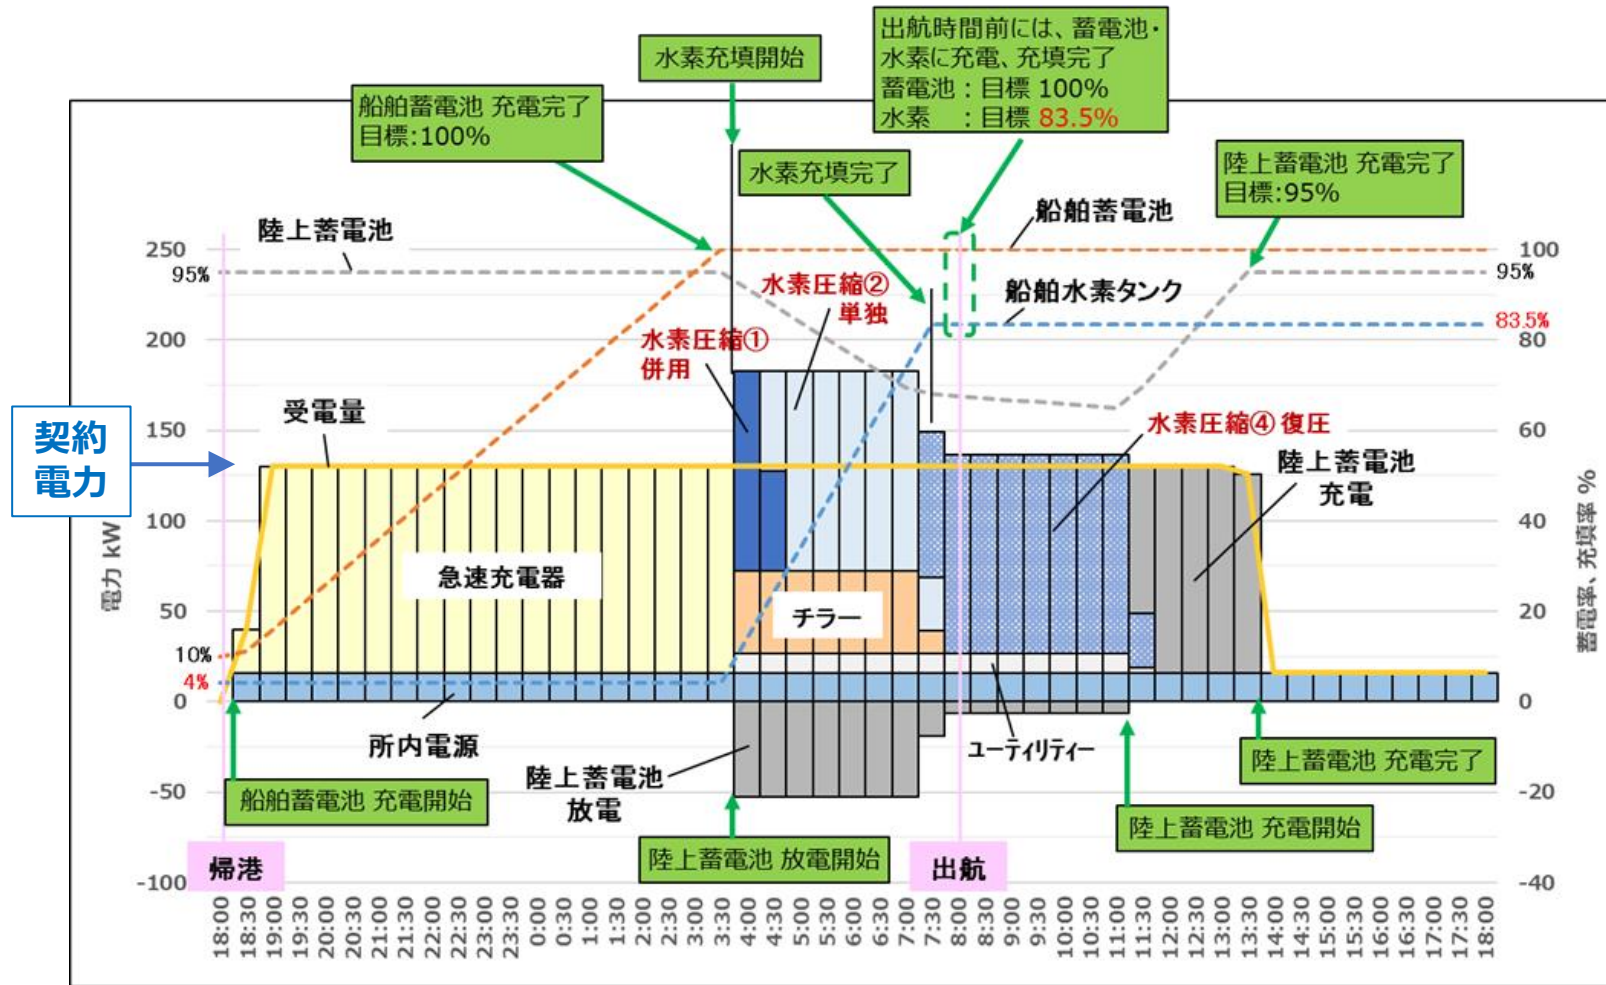 水素充填開始
出航時間前には、蓄電池・
水素に充電、充填完了
蓄電池：目標 100%
水素　：目標 83.5%
船舶蓄電池 充電完了
目標:100%
水素充填完了
陸上蓄電池 充電完了
目標:95%
陸上蓄電池
船舶蓄電池
250
100
95%
95%
水素圧縮②
単独
船舶水素タンク
83.5%
200
80
水素圧縮①
併用
契約
電力
受電量
150
60
水素圧縮④ 復圧
陸上蓄電池
充電
電力 kW
蓄電率、充填率 %
100
40
急速充電器
チラー
50
20
10%
4%
0
0
所内電源
ユーティリティー
陸上蓄電池
放電
-50
-20
船舶蓄電池 充電開始
陸上蓄電池 充電完了
陸上蓄電池 充電開始
陸上蓄電池 放電開始
帰港
出航
-100
-40
18:00
18:30
19:00
19:30
20:00
20:30
21:00
21:30
22:00
22:30
23:00
23:30
0:00
0:30
1:00
1:30
2:00
2:30
3:00
3:30
4:00
4:30
5:00
5:30
6:00
6:30
7:00
7:30
8:00
8:30
9:00
9:30
10:00
10:30
11:00
11:30
12:00
12:30
13:00
13:30
14:00
14:30
15:00
15:30
16:00
16:30
17:00
17:30
18:00